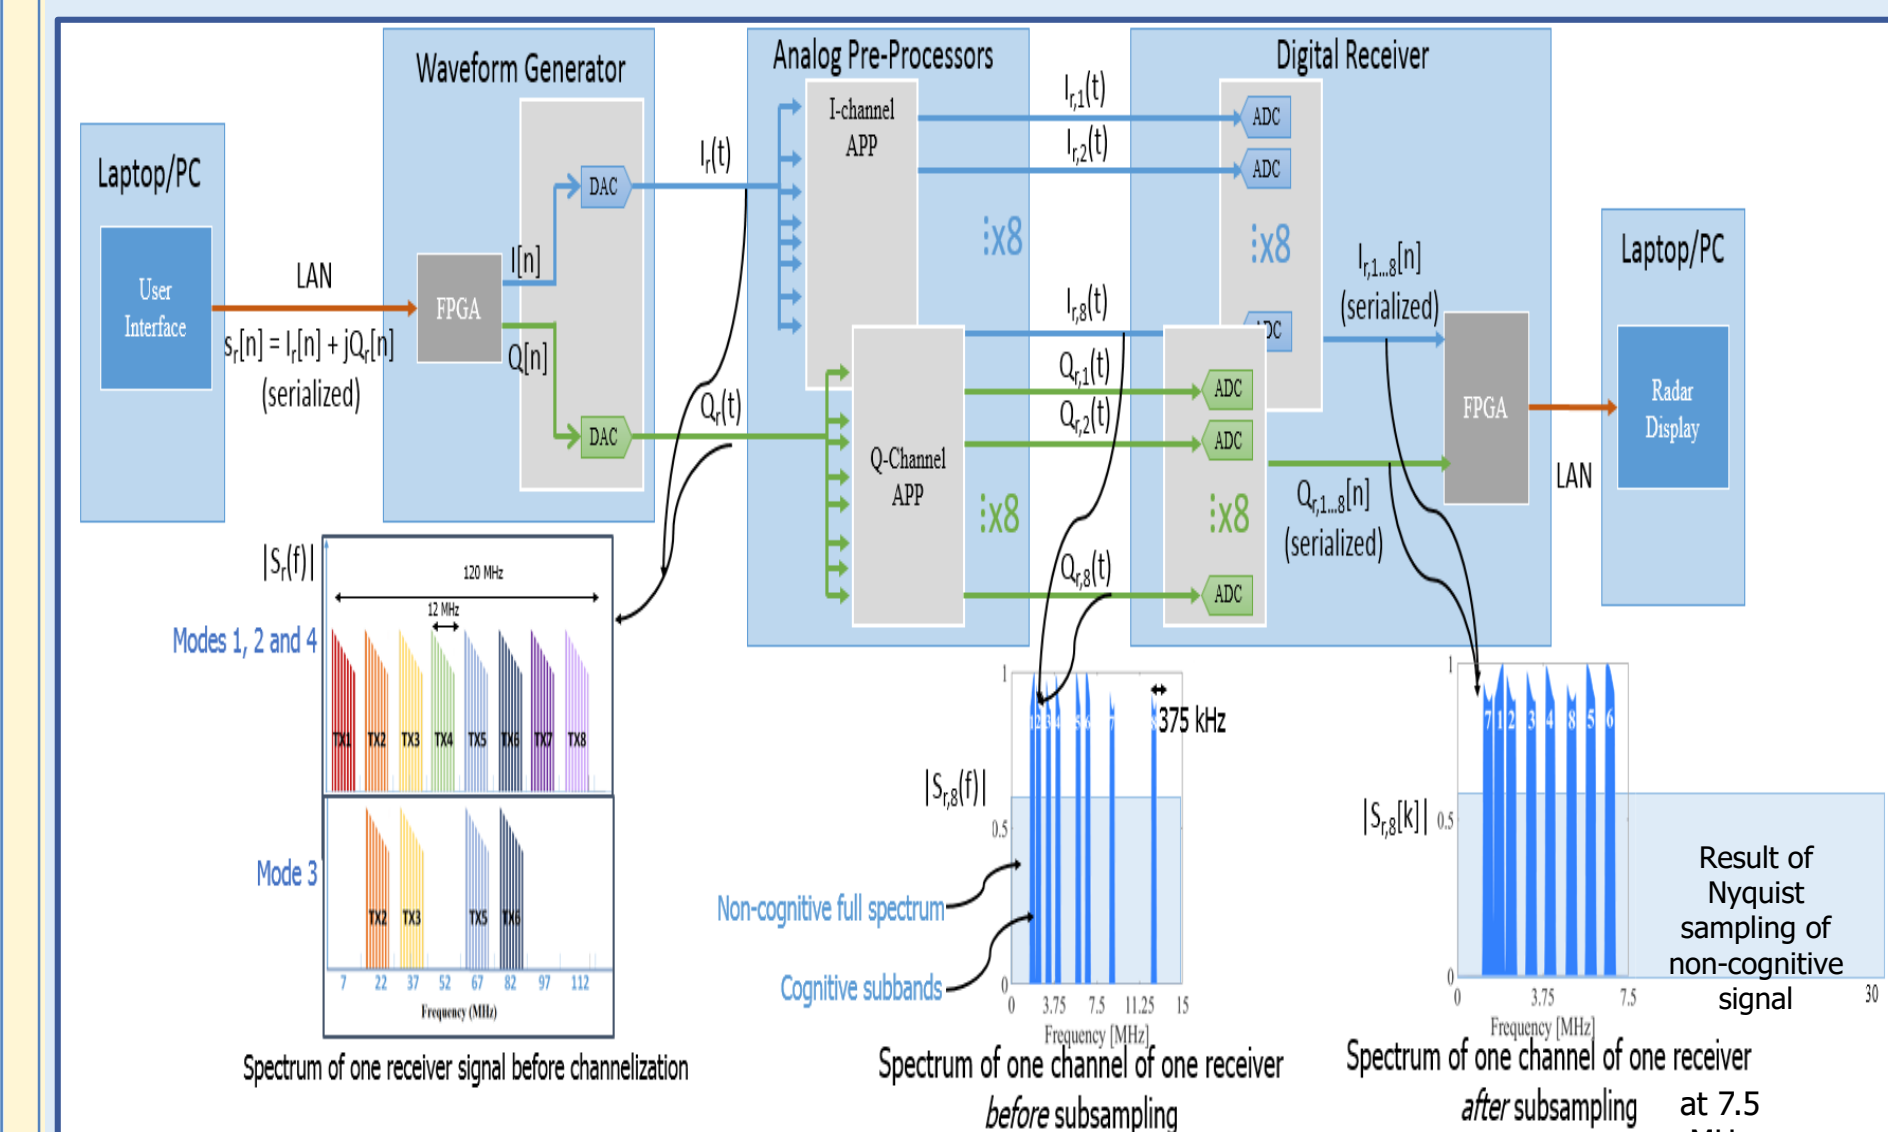 Waveform Generator
Analog Pre-Processors
Digital Receiver
Laptop/PC
User
Interface
LAN
s_r[n] = I_r[n] + jQ_r[n]
(serialized)
FPGA
I[n]
Q[n]
DAC
DAC
I_r(t)
Q_r(t)
I-channel
APP
Q-Channel
APP
⋮x8
⋮x8
I_r,1(t)
I_r,2(t)
I_r,8(t)
Q_r,1(t)
Q_r,2(t)
Q_r,8(t)
ADC
ADC
⋮x8
ADC
ADC
⋮x8
ADC
I_r,1...8[n]
(serialized)
Q_r,1...8[n]
(serialized)
FPGA
LAN
Laptop/PC
Radar
Display
|S_r(f)|
120 MHz
12 MHz
Modes 1, 2 and 4
TX1 TX2 TX3 TX4 TX5 TX6 TX7 TX8
Mode 3
TX2 TX3 TX5 TX6
7 22 37 52 67 82 97 112
Frequency (MHz)
Spectrum of one receiver signal before channelization
1
375 kHz
|S_r,8(f)|
0.5
Non-cognitive full spectrum
Cognitive subbands
0
0 3.75 7.5 11.25 15
Frequency [MHz]
Spectrum of one channel of one receiver
before subsampling
1
7 1 2 3 4 8 5 6
|S_r,8[k]|
0.5
0
0 3.75 7.5
30
Frequency [MHz]
Result of
Nyquist
sampling of
non-cognitive
signal
Spectrum of one channel of one receiver
after subsampling
at 7.5